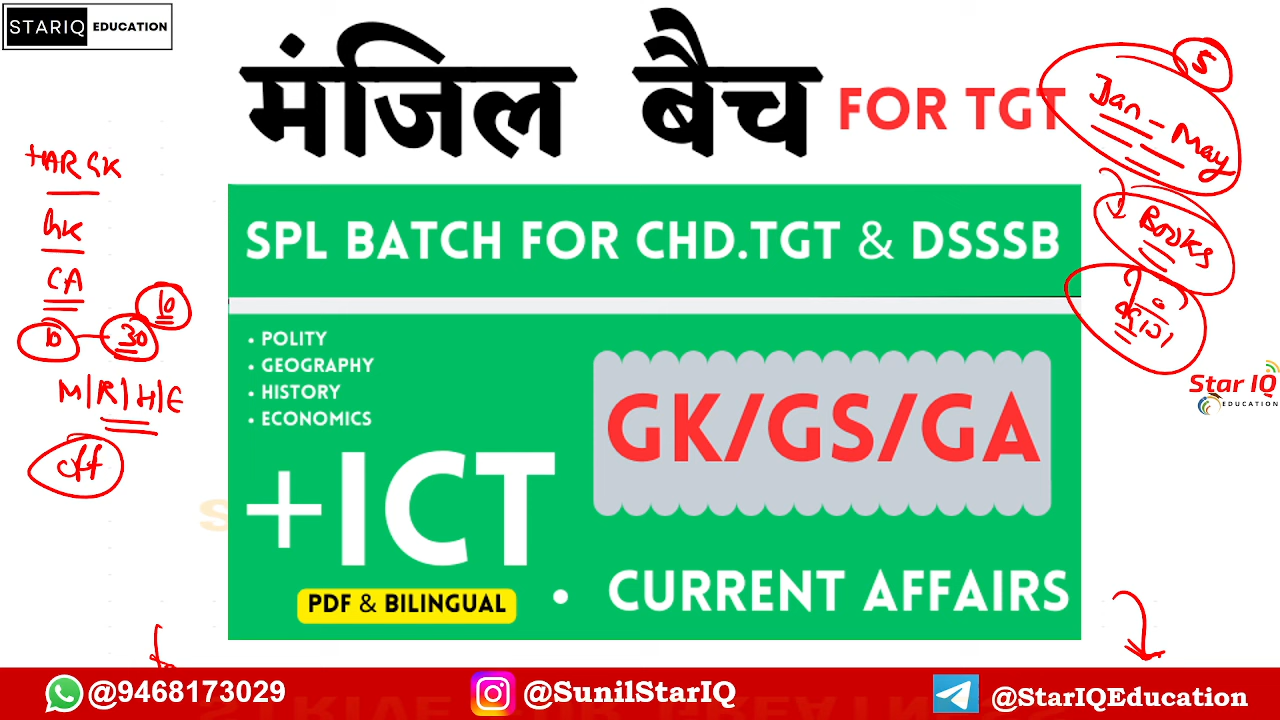 STARIQ EDUCATION
मंजिल बैच FOR TGT
5
Jan - May
Books
HAR GK
GK
CA
10 - 30 10
M|R|H|E
off
SPL BATCH FOR CHD.TGT & DSSSB
• POLITY
• GEOGRAPHY
• HISTORY
• ECONOMICS
GK/GS/GA
Star IQ
EDUCATION
+ICT
PDF & BILINGUAL
• CURRENT AFFAIRS
@9468173029
@SunilStarIQ
@StarIQEducation